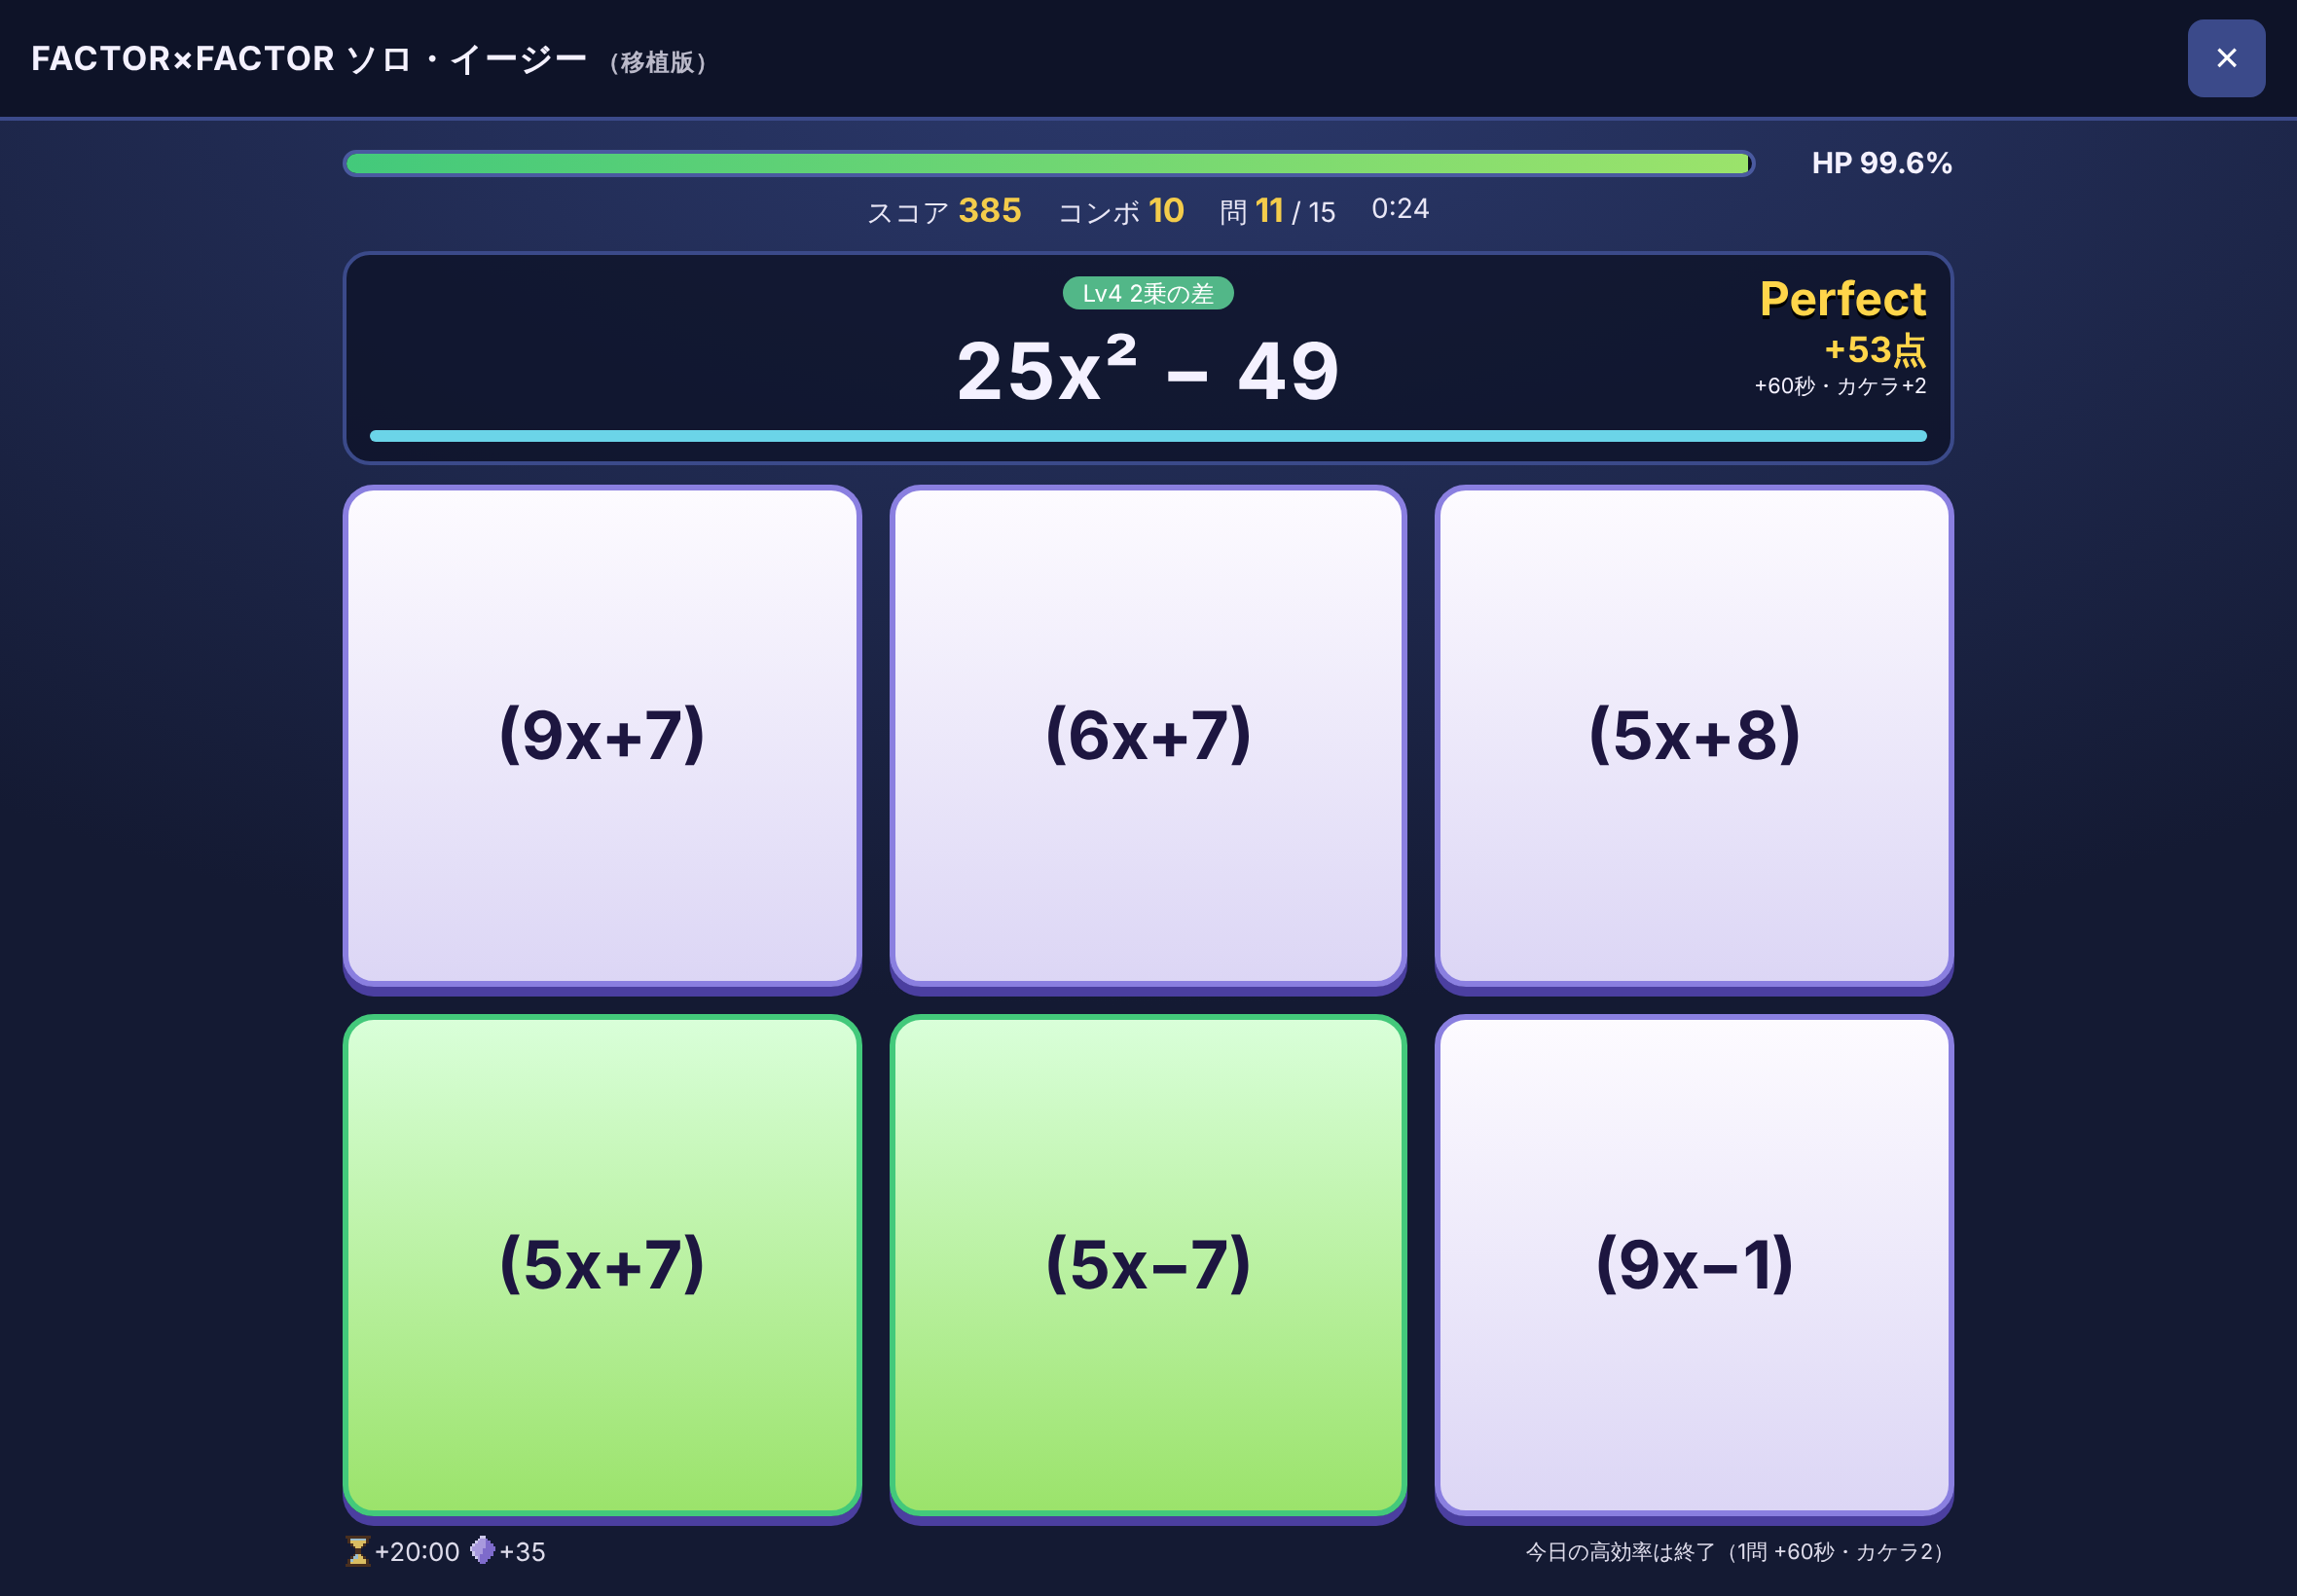 FACTOR×FACTOR ソロ・イージー （移植版）
×
HP 99.6%
スコア 385 コンボ 10 問 11 / 15 0:24
Lv4 2乗の差
25x² − 49
Perfect
+53点
+60秒・カケラ+2
(9x+7)
(6x+7)
(5x+8)
(5x+7)
(5x−7)
(9x−1)
+20:00 +35
今日の高効率は終了（1問 +60秒・カケラ2）